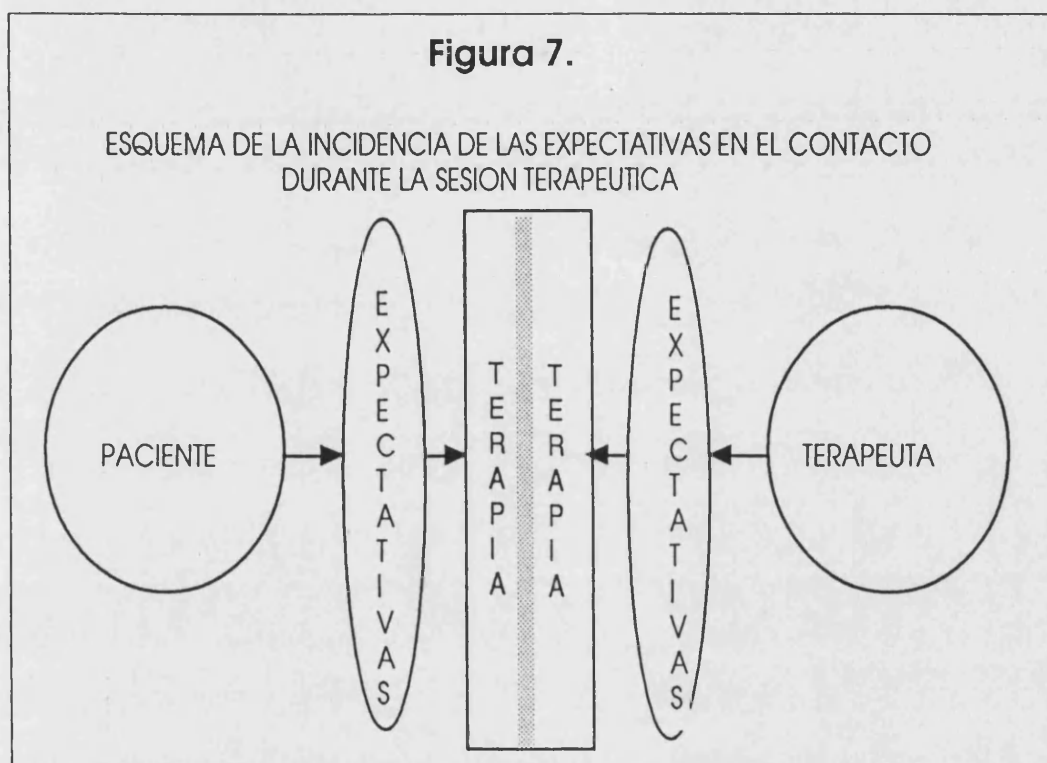 Figura 7.
ESQUEMA DE LA INCIDENCIA DE LAS EXPECTATIVAS EN EL CONTACTO
DURANTE LA SESION TERAPEUTICA
PACIENTE
EXPECTATIVAS
TERAPIA
TERAPIA
EXPECTATIVAS
TERAPEUTA